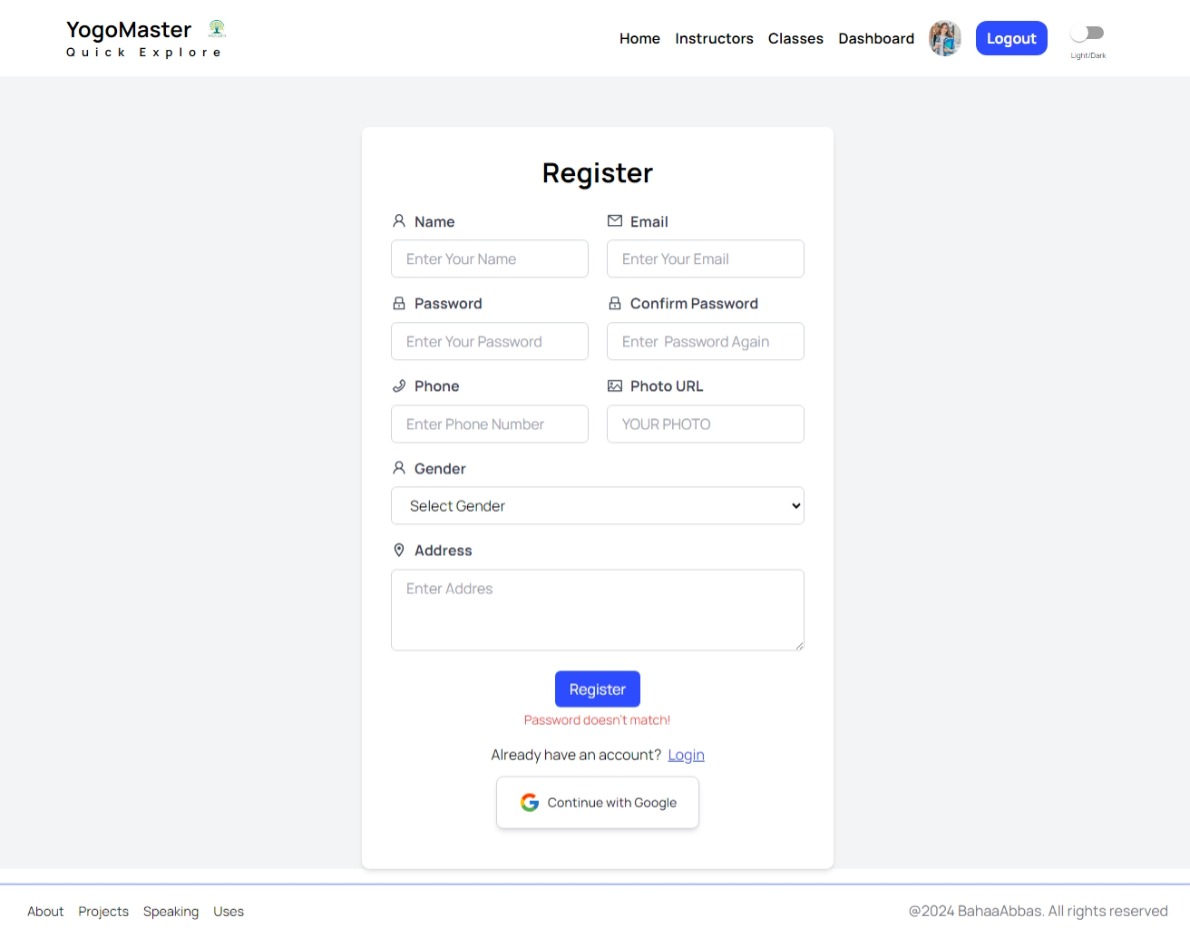 YogoMaster
Quick Explore
Home Instructors Classes Dashboard Logout
Light/Dark
Register
Name Email
Enter Your Name Enter Your Email
Password Confirm Password
Enter Your Password Enter Password Again
Phone Photo URL
Enter Phone Number YOUR PHOTO
Gender
Select Gender
Address
Enter Addres
Register
Password doesn't match!
Already have an account? Login
Continue with Google
About Projects Speaking Uses @2024 BahaaAbbas. All rights reserved